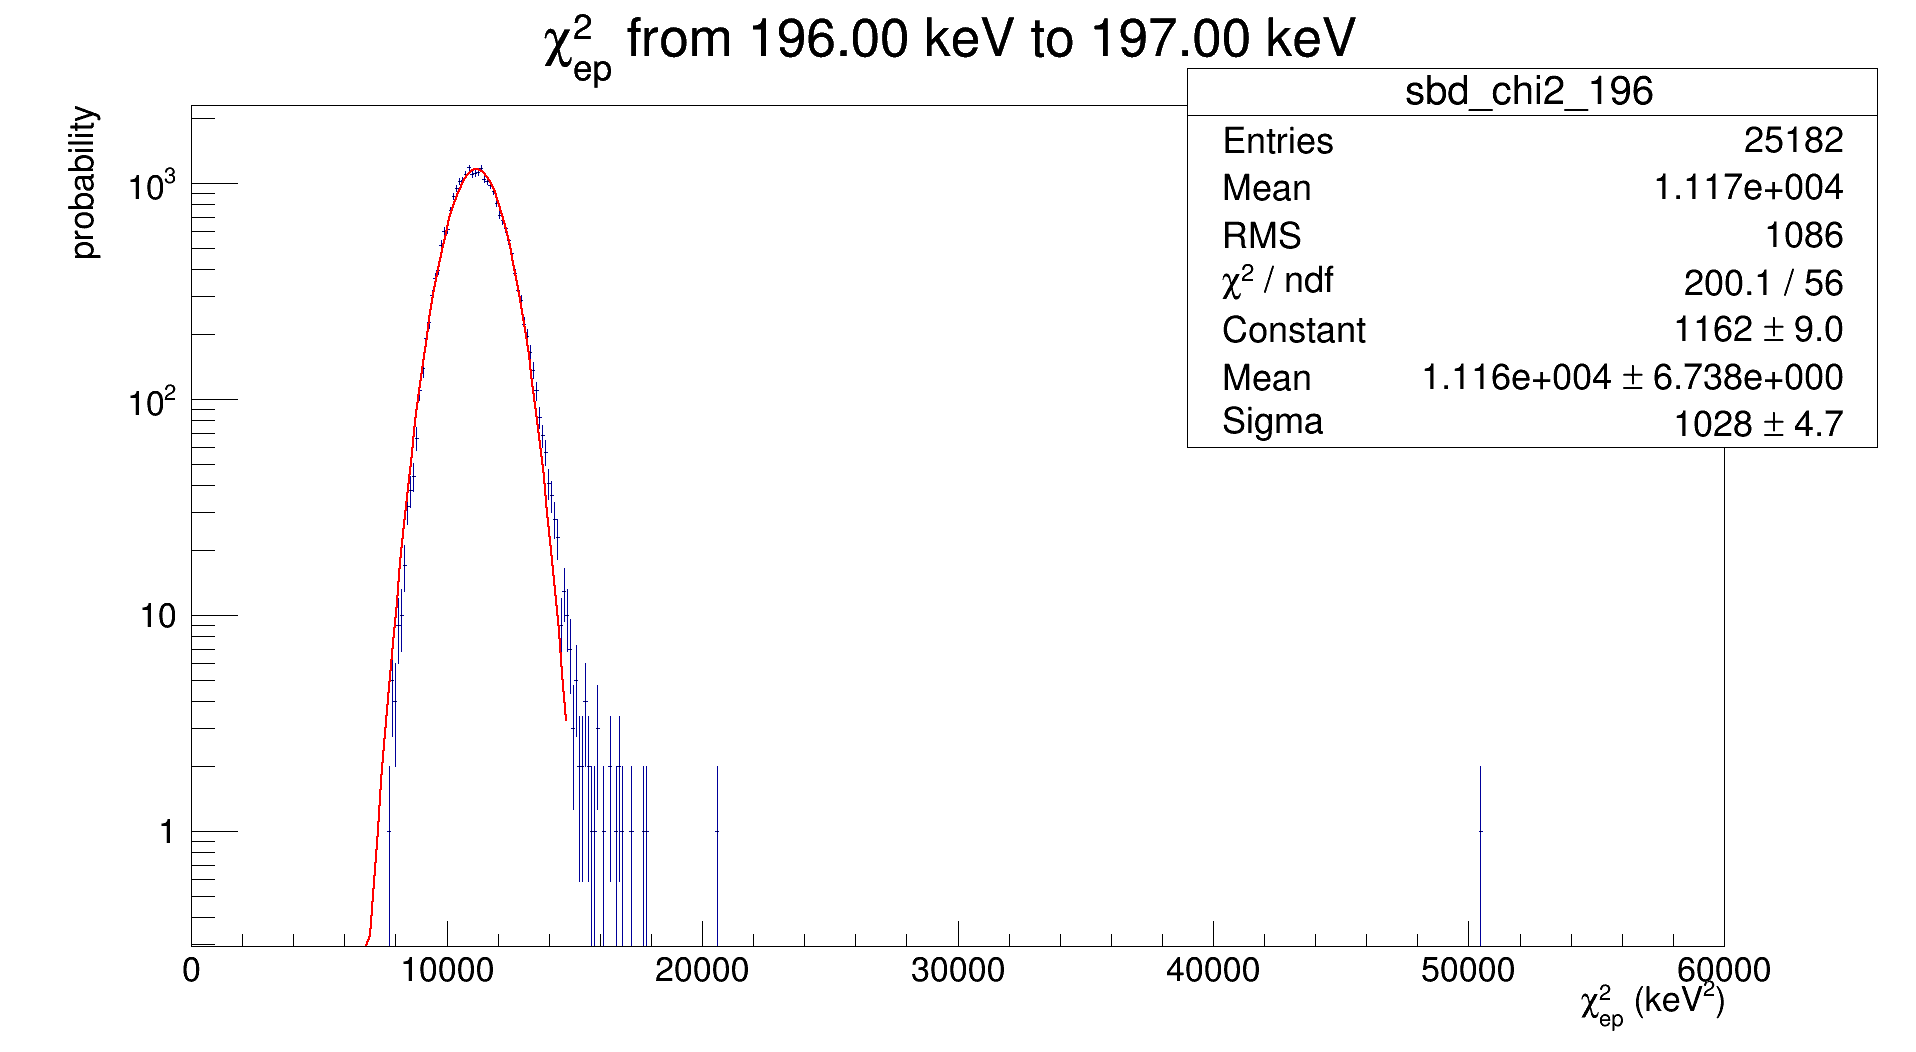 χ²ep from 196.00 keV to 197.00 keV
sbd_chi2_196
Entries 25182
Mean 1.117e+004
RMS 1086
χ² / ndf 200.1 / 56
Constant 1162 ± 9.0
Mean 1.116e+004 ± 6.738e+000
Sigma 1028 ± 4.7
probability
10³
10²
10
1
0 10000 20000 30000 40000 50000 60000
χ²ep (keV²)